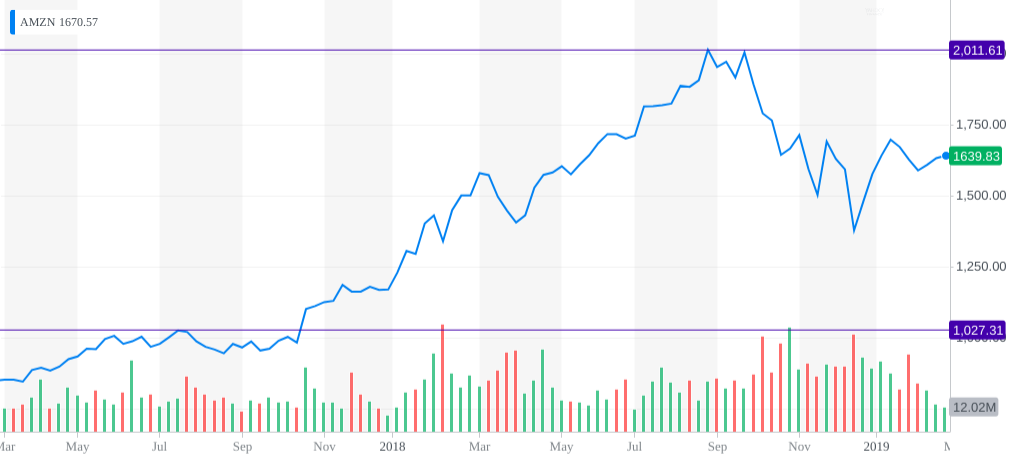 AMZN 1670.57
2,011.61
1,750.00
1639.83
1,500.00
1,250.00
1,027.31
12.02M
May Jul Sep Nov 2018 Mar May Jul Sep Nov 2019